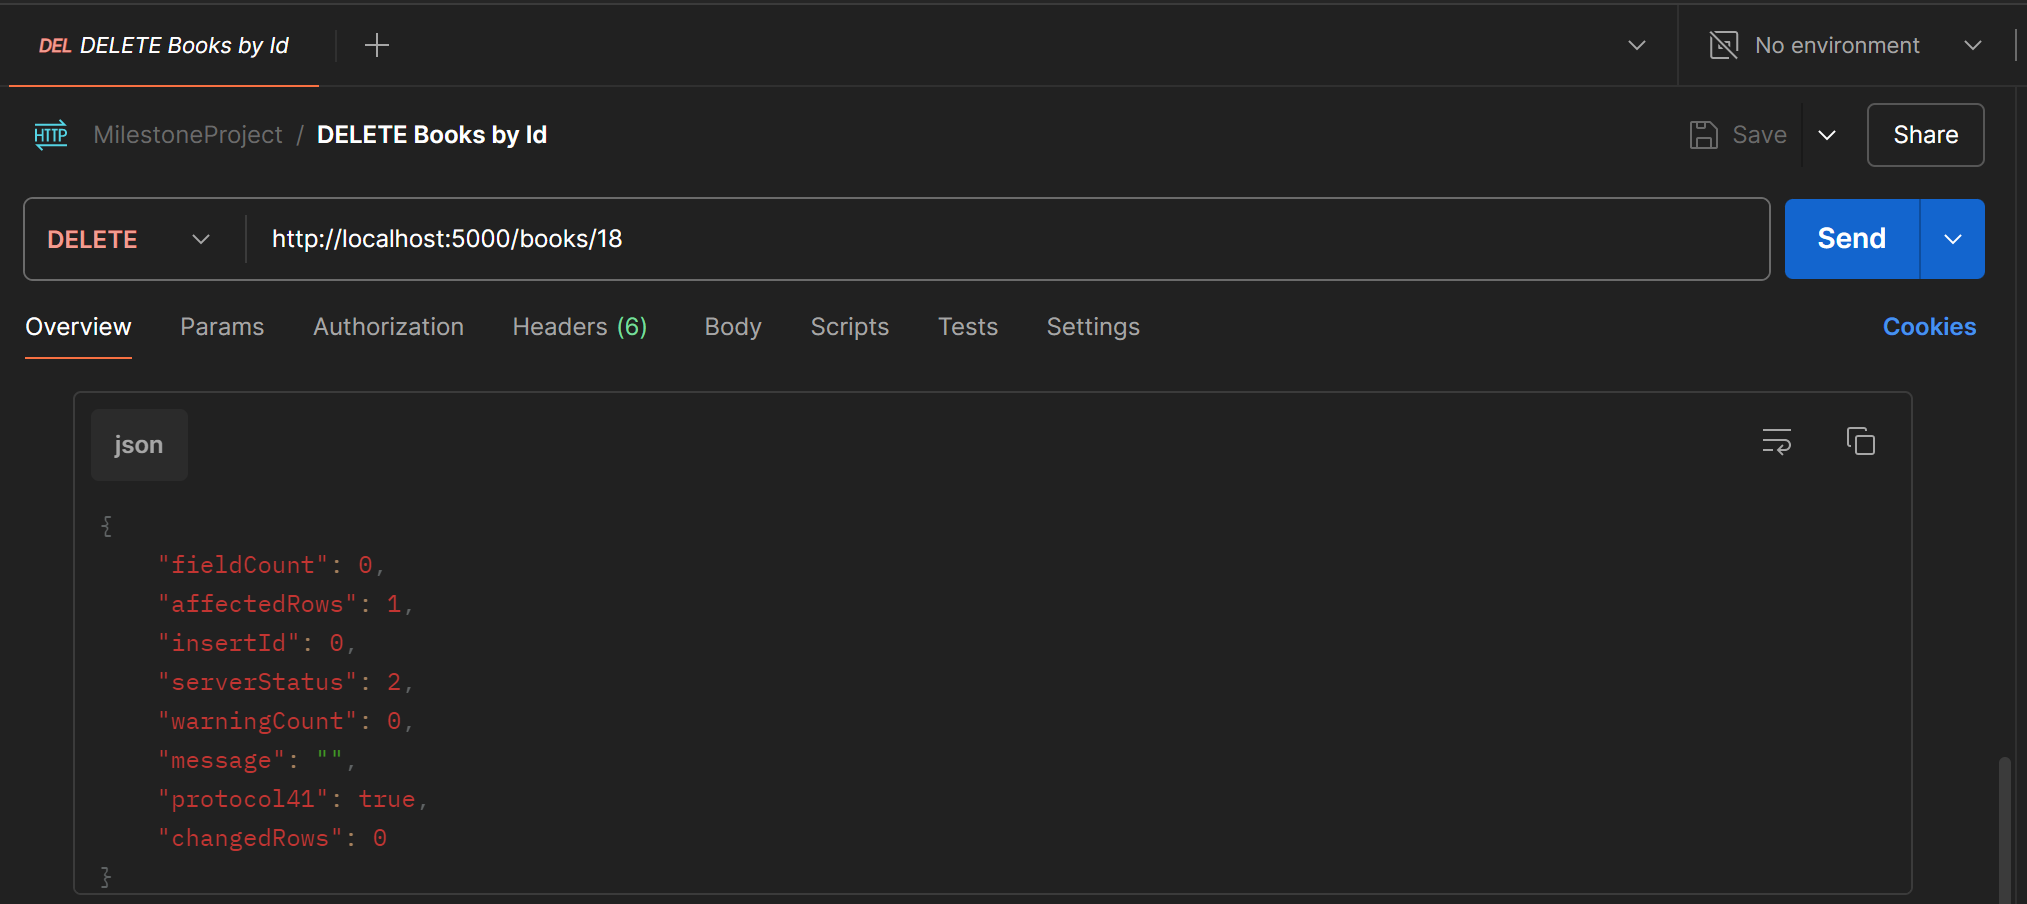 DEL DELETE Books by Id
No environment
HTTP MilestoneProject / DELETE Books by Id
Save
Share
DELETE
http://localhost:5000/books/18
Send
Overview Params Authorization Headers (6) Body Scripts Tests Settings
Cookies
json
{
    "fieldCount": 0,
    "affectedRows": 1,
    "insertId": 0,
    "serverStatus": 2,
    "warningCount": 0,
    "message": "",
    "protocol41": true,
    "changedRows": 0
}